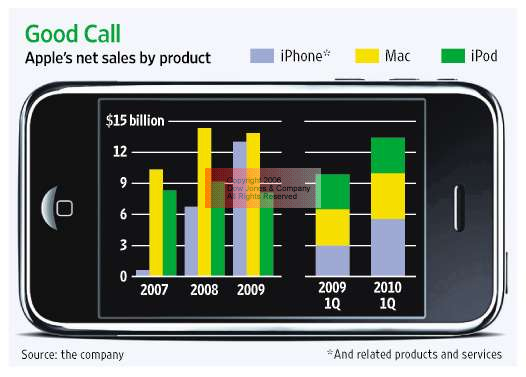 Good Call
Apple's net sales by product
iPhone*
Mac
iPod
$15 billion
12
9
6
3
0
Copyright 2006
Dow Jones & Company
All Rights Reserved
2007
2008
2009
2009
1Q
2010
1Q
Source: the company
*And related products and services